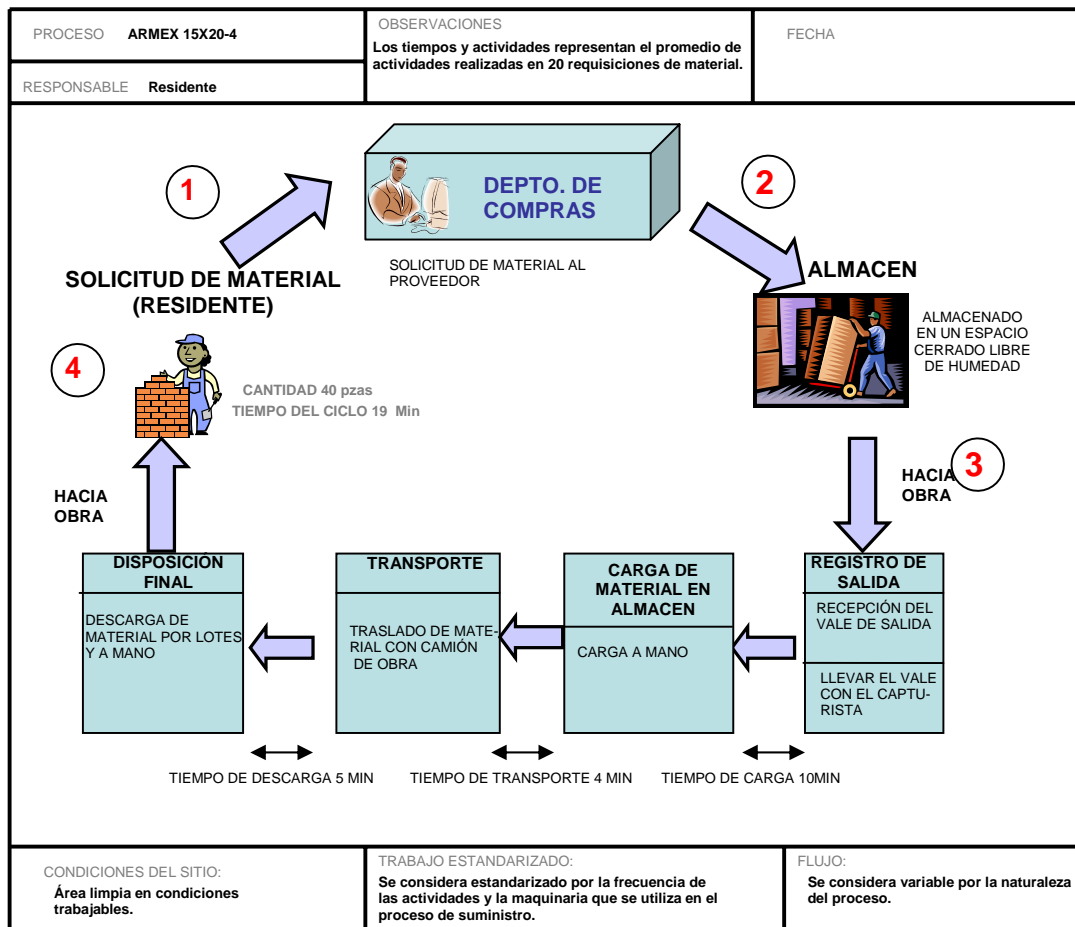 PROCESO ARMEX 15X20-4
RESPONSABLE Residente
OBSERVACIONES
Los tiempos y actividades representan el promedio de
actividades realizadas en 20 requisiciones de material.
FECHA
1
DEPTO. DE
COMPRAS
2
SOLICITUD DE MATERIAL AL
PROVEEDOR
SOLICITUD DE MATERIAL
(RESIDENTE)
ALMACEN
ALMACENADO
EN UN ESPACIO
CERRADO LIBRE
DE HUMEDAD
4
CANTIDAD 40 pzas
TIEMPO DEL CICLO 19 Min
HACIA
OBRA
3
HACIA
OBRA
DISPOSICIÓN
FINAL
DESCARGA DE
MATERIAL POR LOTES
Y A MANO
TRANSPORTE
TRASLADO DE MATE-
RIAL CON CAMIÓN
DE OBRA
CARGA DE
MATERIAL EN
ALMACEN
CARGA A MANO
REGISTRO DE
SALIDA
RECEPCIÓN DEL
VALE DE SALIDA
LLEVAR EL VALE
CON EL CAPTU-
RISTA
TIEMPO DE DESCARGA 5 MIN
TIEMPO DE TRANSPORTE 4 MIN
TIEMPO DE CARGA 10MIN
CONDICIONES DEL SITIO:
Área limpia en condiciones
trabajables.
TRABAJO ESTANDARIZADO:
Se considera estandarizado por la frecuencia de
las actividades y la maquinaria que se utiliza en el
proceso de suministro.
FLUJO:
Se considera variable por la naturaleza
del proceso.